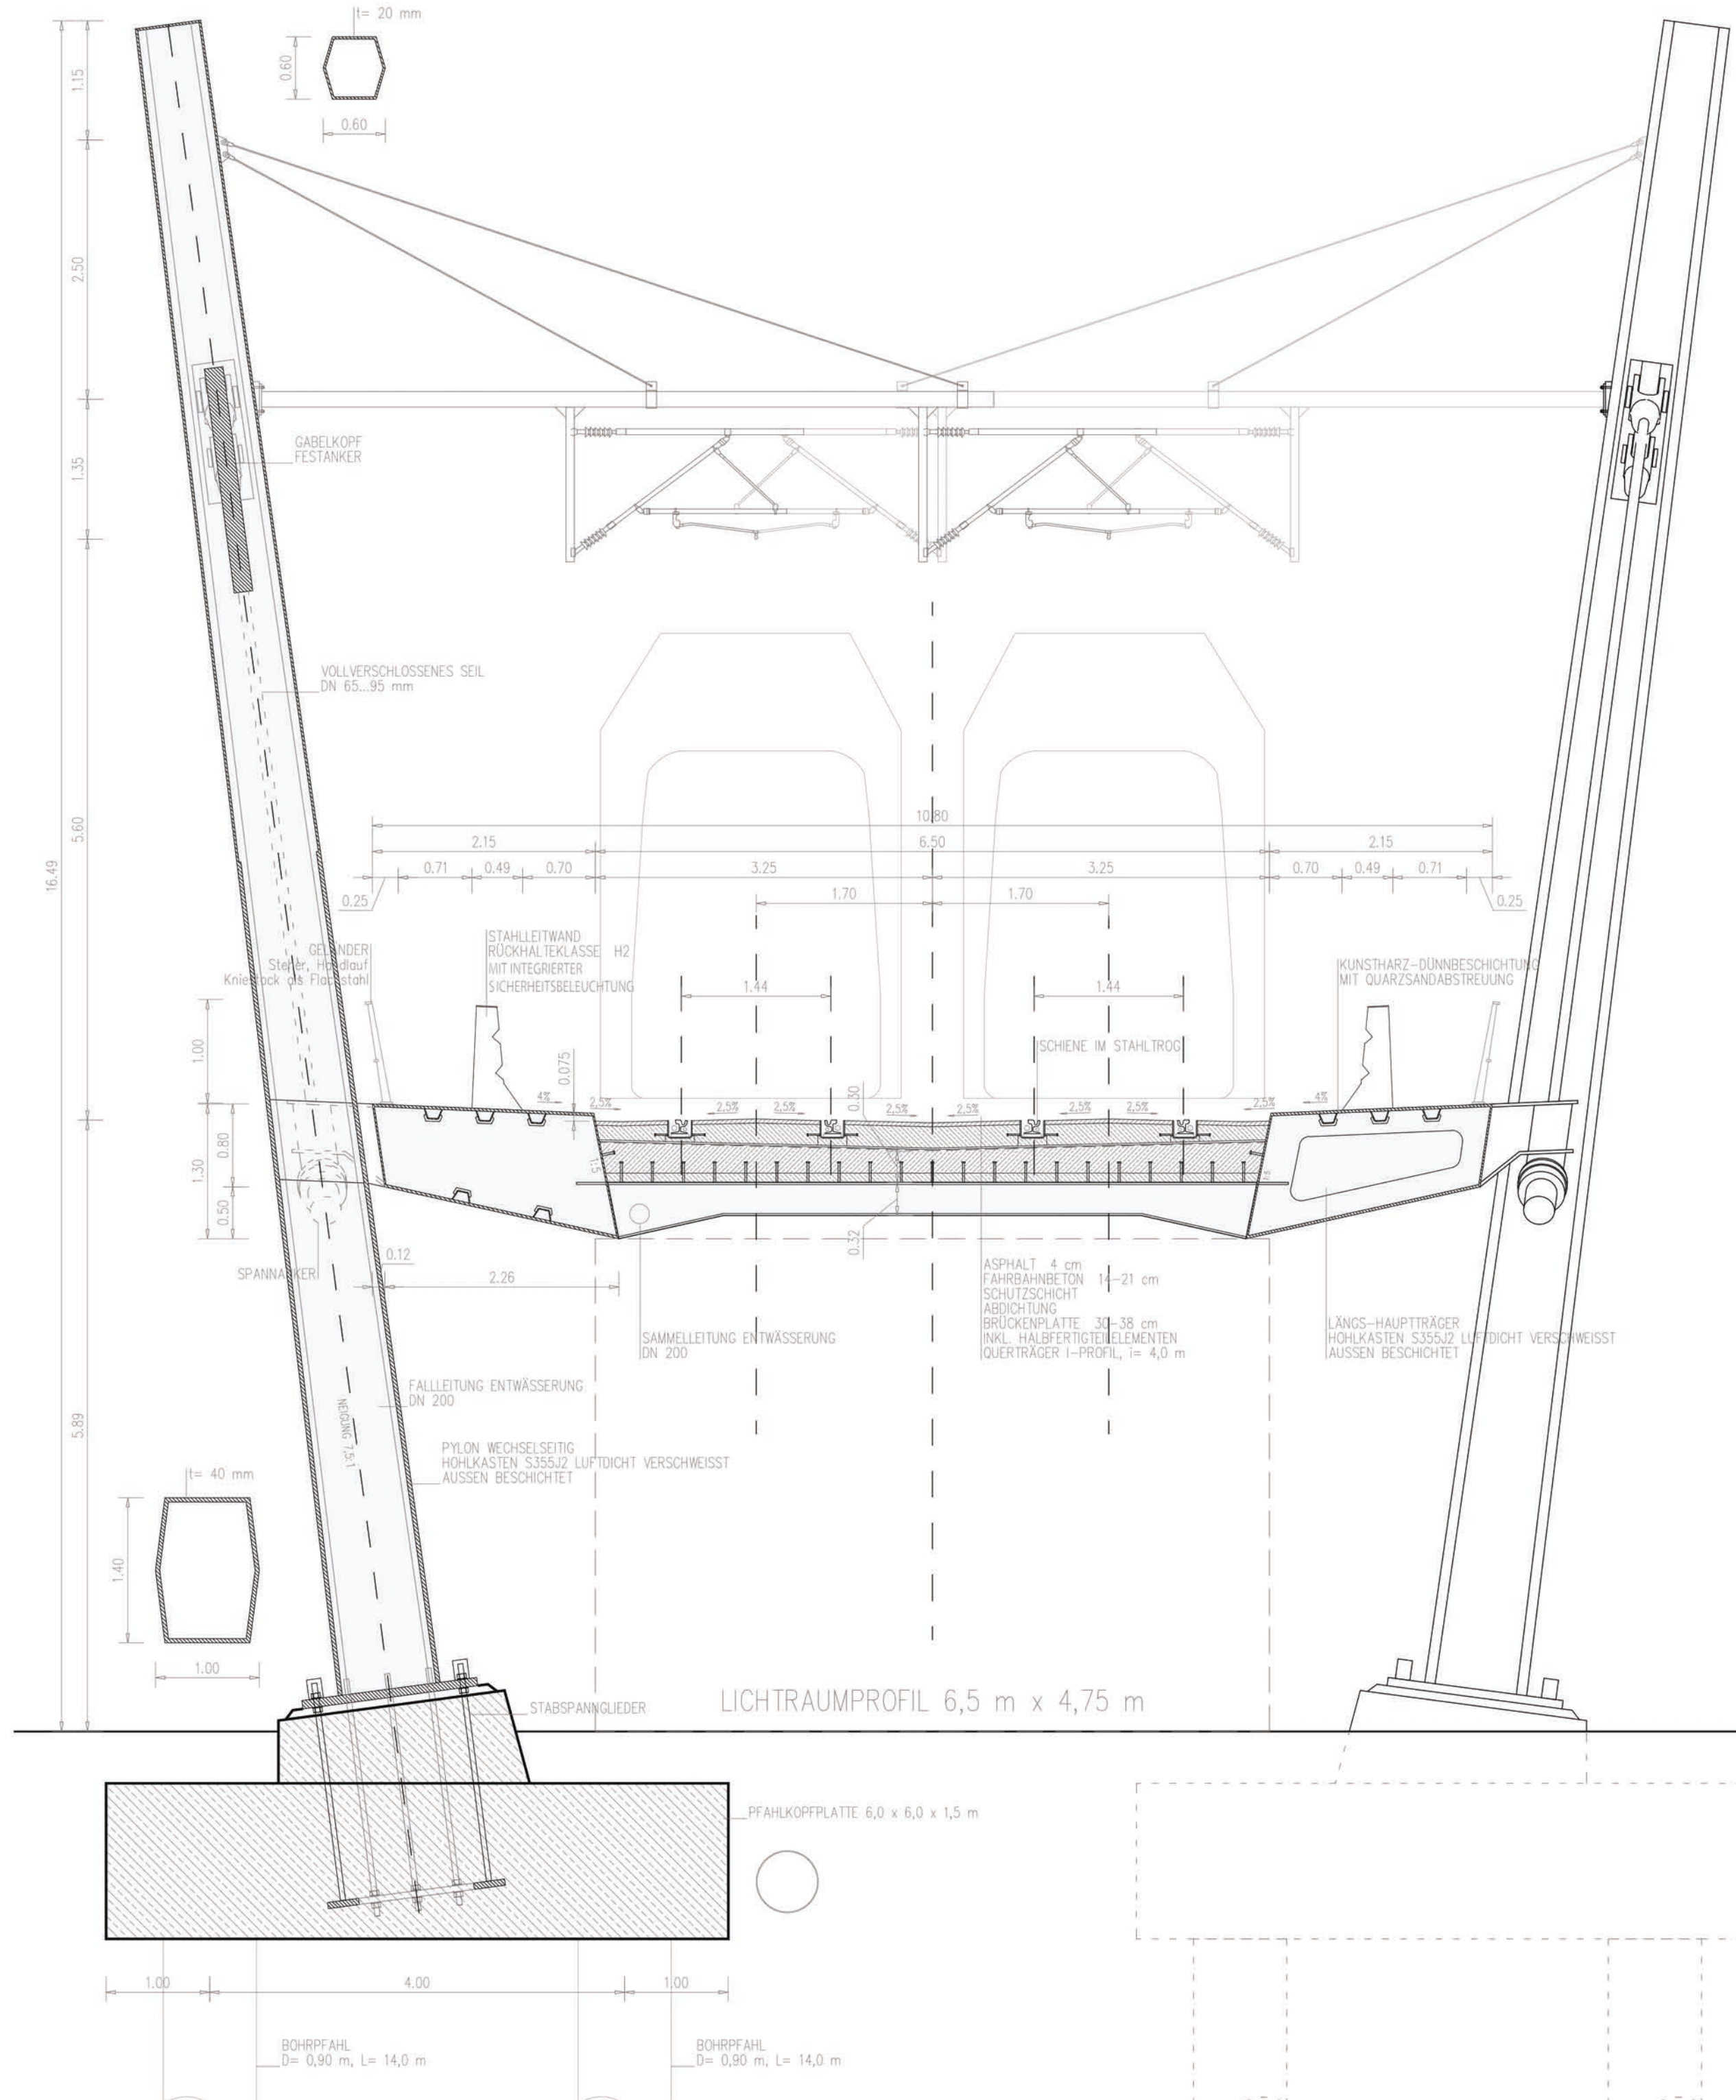 t= 20 mm
0.60
0.60
1.15
2.50
1.35
5.60
16.49
5.89
GABELKOPF
FESTANKER
VOLLVERSCHLOSSENES SEIL
DN 65...95 mm
10.80
2.15
6.50
2.15
0.71
0.49
0.70
3.25
3.25
0.70
0.49
0.71
0.25
1.70
1.70
0.25
GELÄNDER
Steher, Handlauf
Kniestock als Flachstahl
STAHLLEITWAND
RÜCKHALTEKLASSE H2
MIT INTEGRIERTER
SICHERHEITSBELEUCHTUNG
1.44
1.44
KUNSTHARZ-DÜNNBESCHICHTUNG
MIT QUARZSANDABSTREUUNG
SCHIENE IM STAHLTROG
1.00
0.075
0.30
4%
2,5%
2,5%
2,5%
2,5%
2,5%
2,5%
2,5%
2,5%
4%
1.30
0.80
0.50
1:5
1:5
0.32
0.12
2.26
SPANNANKER
SAMMELLEITUNG ENTWÄSSERUNG
DN 200
ASPHALT 4 cm
FAHRBAHNBETON 14-21 cm
SCHUTZSCHICHT
ABDICHTUNG
BRÜCKENPLATTE 30-38 cm
INKL. HALBFERTIGTEILELEMENTEN
QUERTRÄGER I-PROFIL, i= 4,0 m
LÄNGS-HAUPTTRÄGER
HOHLKASTEN S355J2 LUFTDICHT VERSCHWEISST
AUSSEN BESCHICHTET
FALLLEITUNG ENTWÄSSERUNG
DN 200
NEIGUNG 7,5:1
PYLON WECHSELSEITIG
HOHLKASTEN S355J2 LUFTDICHT VERSCHWEISST
AUSSEN BESCHICHTET
t= 40 mm
1.40
1.00
STABSPANNGLIEDER
LICHTRAUMPROFIL 6,5 m x 4,75 m
PFAHLKOPFPLATTE 6,0 x 6,0 x 1,5 m
1.00
4.00
1.00
BOHRPFAHL
D= 0,90 m, L= 14,0 m
BOHRPFAHL
D= 0,90 m, L= 14,0 m